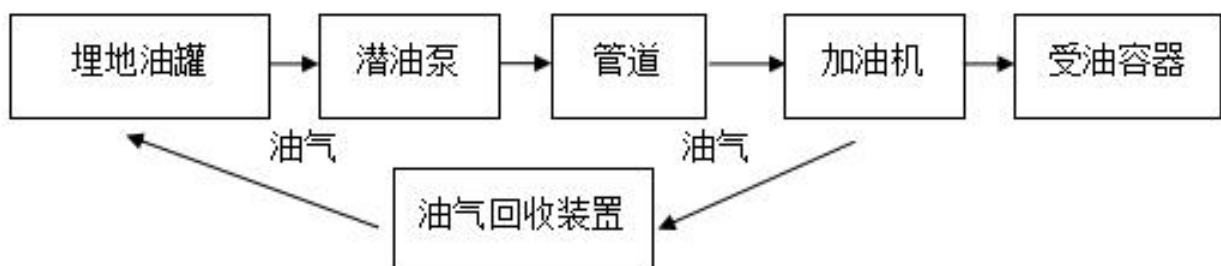 埋地油罐
潜油泵
管道
加油机
受油容器
油气
油气
油气回收装置